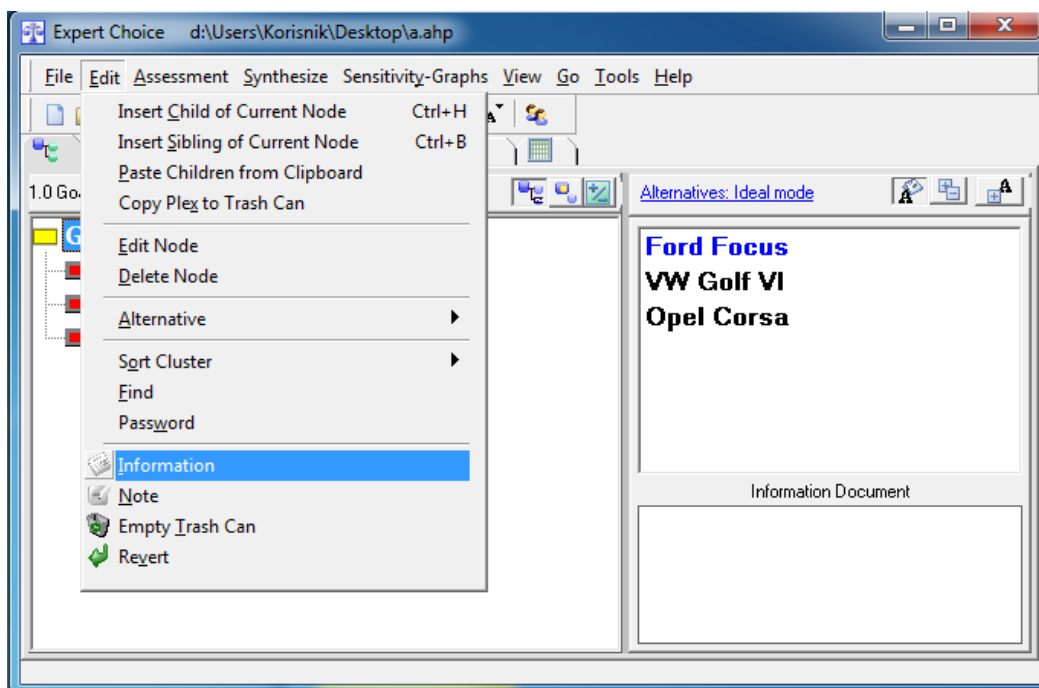 Expert Choice d:\Users\Korisnik\Desktop\a.ahp
File Edit Assessment Synthesize Sensitivity-Graphs View Go Tools Help
Insert Child of Current Node Ctrl+H
Insert Sibling of Current Node Ctrl+B
Paste Children from Clipboard
Copy Plex to Trash Can
Edit Node
Delete Node
Alternative
Sort Cluster
Find
Password
Information
Note
Empty Trash Can
Revert
1.0 Goa
G
Alternatives: Ideal mode
Ford Focus
VW Golf VI
Opel Corsa
Information Document